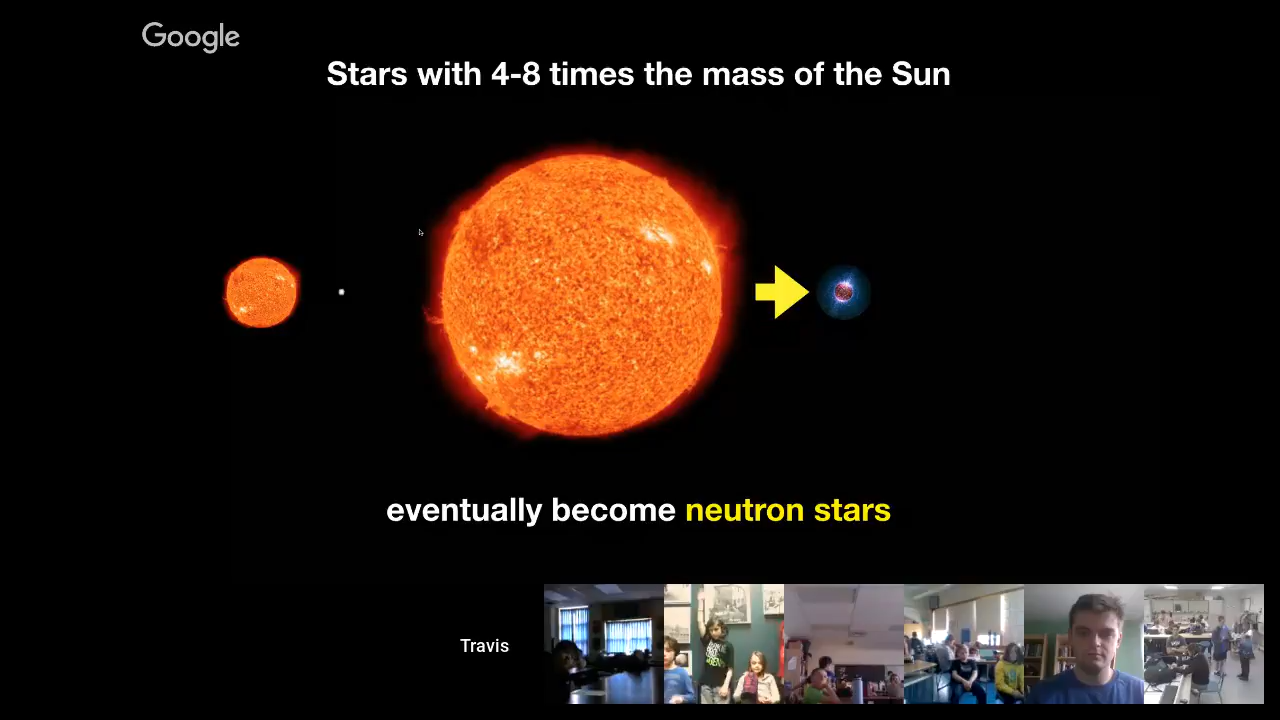 Google
Stars with 4-8 times the mass of the Sun
eventually become neutron stars
Travis